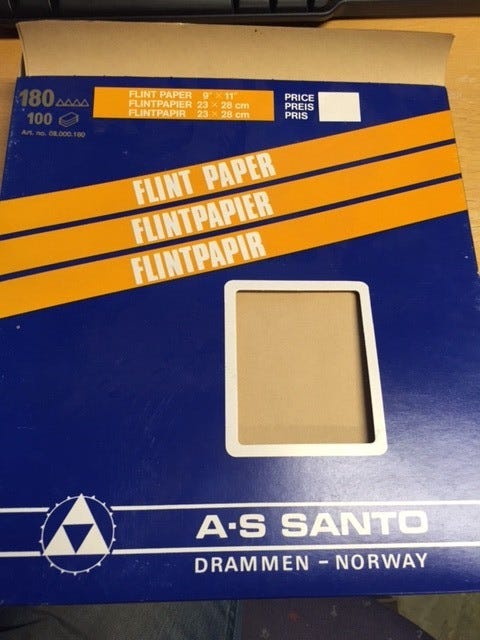 180
100
Art. no. 08.000.180
FLINT PAPER 9" × 11"
FLINTPAPIER 23 × 28 cm
FLINTPAPIR 23 × 28 cm
PRICE
PREIS
PRIS
FLINT PAPER
FLINTPAPIER
FLINTPAPIR
A·S SANTO
DRAMMEN – NORWAY